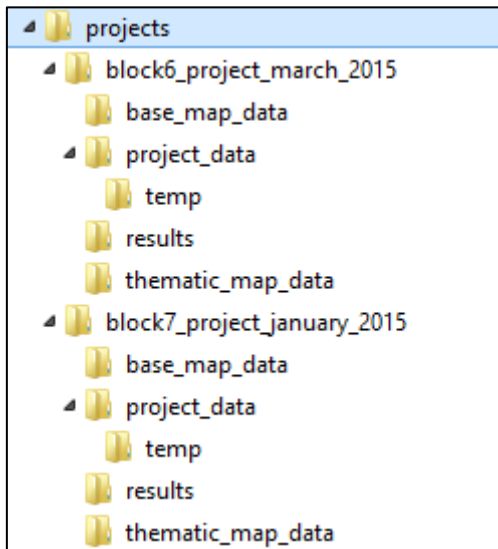 projects
block6_project_march_2015
base_map_data
project_data
temp
results
thematic_map_data
block7_project_january_2015
base_map_data
project_data
temp
results
thematic_map_data